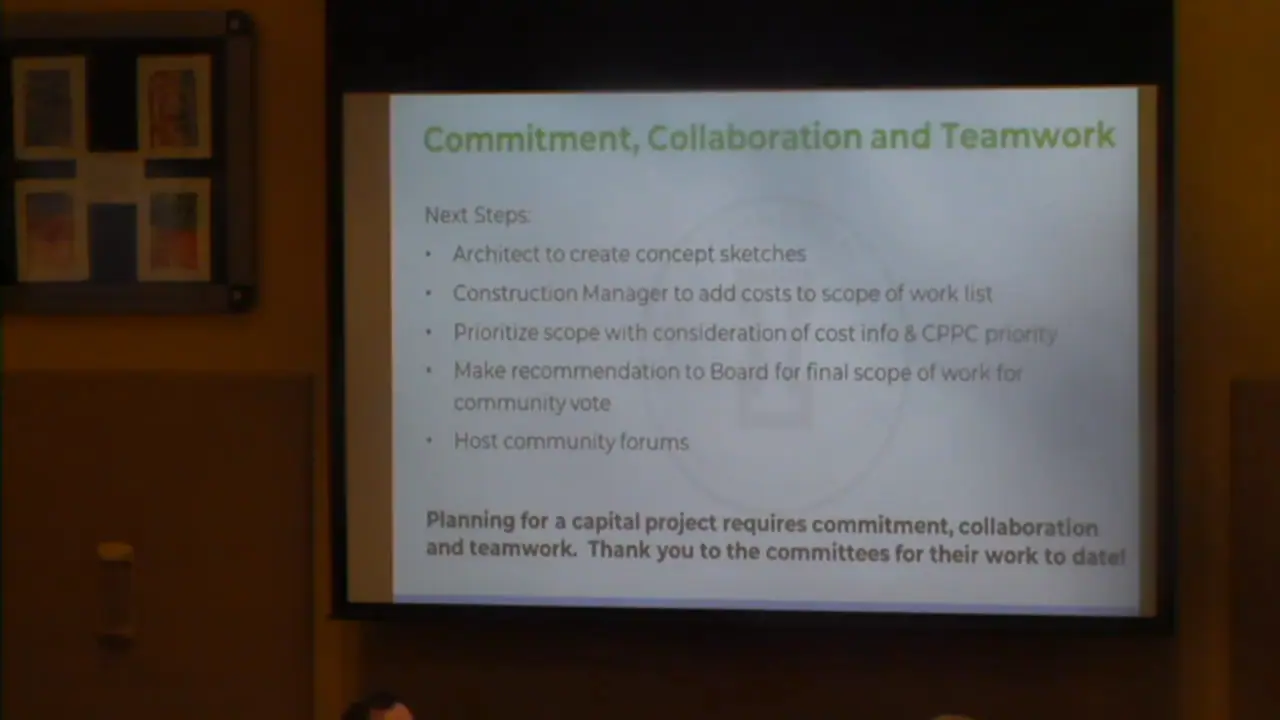 Commitment, Collaboration and Teamwork
Next Steps:
• Architect to create concept sketches
• Construction Manager to add costs to scope of work list
• Prioritize scope with consideration of cost info & CPPC priority
• Make recommendation to Board for final scope of work for
community vote
• Host community forums
Planning for a capital project requires commitment, collaboration
and teamwork. Thank you to the committees for their work to date!